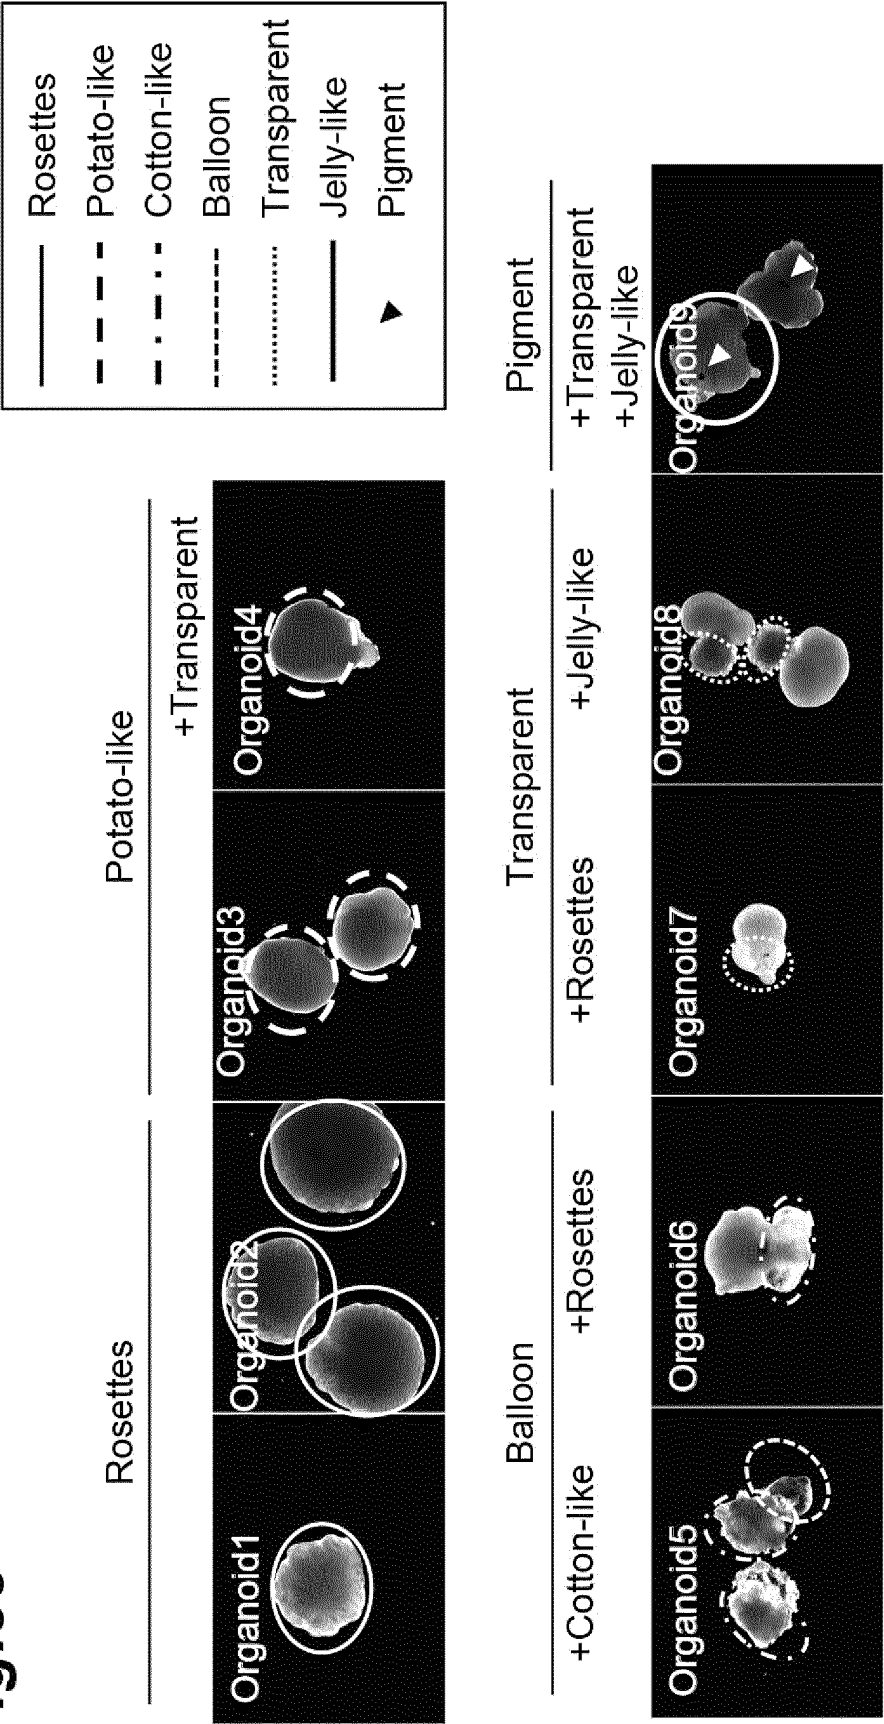 Rosettes
Potato-like
+Transparent
Organoid1
Organoid2
Organoid3
Organoid4
Rosettes
Potato-like
Cotton-like
Balloon
Transparent
Jelly-like
Pigment
Balloon
Transparent
Pigment
+Cotton-like
+Rosettes
+Rosettes
+Jelly-like
+Transparent
+Jelly-like
Organoid5
Organoid6
Organoid7
Organoid8
Organoid9